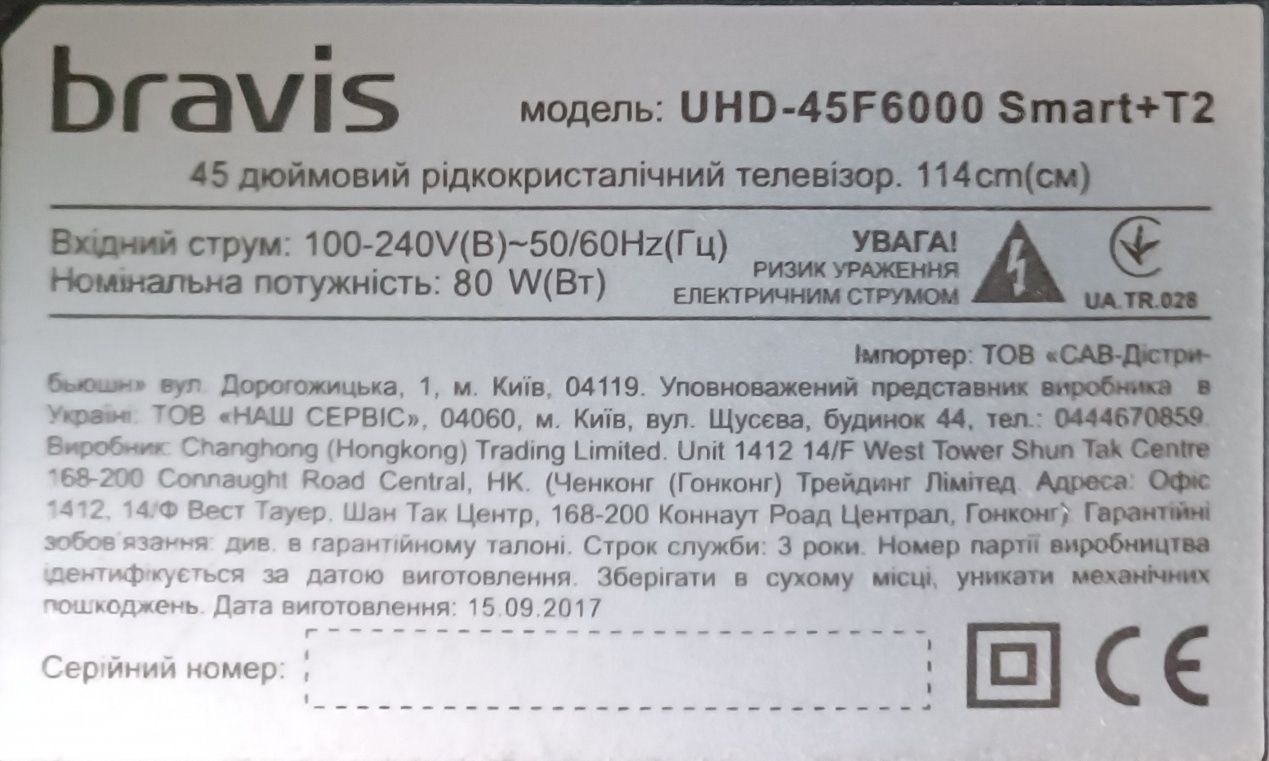 bravis
модель: UHD-45F6000 Smart+T2
45 дюймовий рідкокристалічний телевізор. 114cm(см)
Вхідний струм: 100-240V(В)~50/60Hz(Гц)
Номінальна потужність: 80 W(Вт)
УВАГА!
РИЗИК УРАЖЕННЯ
ЕЛЕКТРИЧНИМ СТРУМОМ
UA.TR.028
Імпортер: ТОВ «САВ-Дістри-
бьюшн» вул. Дорогожицька, 1, м. Київ, 04119. Уповноважений представник виробника в
Україні: ТОВ «НАШ СЕРВІС», 04060, м. Київ, вул. Щусєва, будинок 44, тел.: 0444670859.
Виробник: Changhong (Hongkong) Trading Limited. Unit 1412 14/F West Tower Shun Tak Centre
168-200 Connaught Road Central, HK. (Ченконг (Гонконг) Трейдинг Лімітед. Адреса: Офіс
1412, 14/Ф Вест Тауер, Шан Так Центр, 168-200 Коннаут Роад Централ, Гонконг) Гарантійні
зобов'язання: див. в гарантійному талоні. Строк служби: 3 роки. Номер партії виробництва
ідентифікується за датою виготовлення. Зберігати в сухому місці, уникати механічних
пошкоджень. Дата виготовлення: 15.09.2017
Серійний номер:
CE